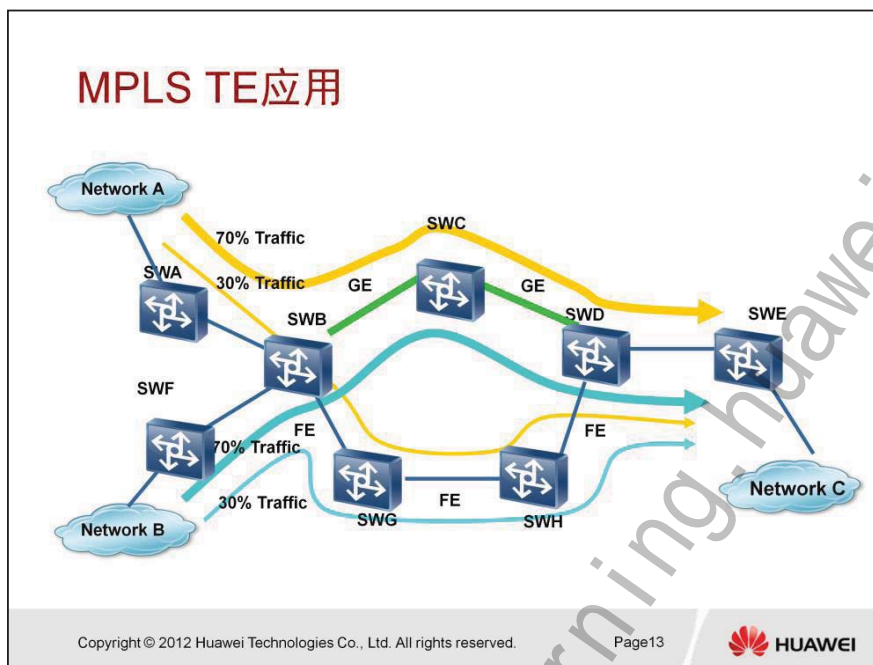 MPLS TE应用
Network A
70% Traffic
SWC
SWA
30% Traffic
GE
GE
SWB
SWD
SWE
SWF
70% Traffic
FE
FE
30% Traffic
FE
Network C
Network B
SWG
SWH
Copyright © 2012 Huawei Technologies Co., Ltd. All rights reserved.
Page13
HUAWEI
rning.huawei.